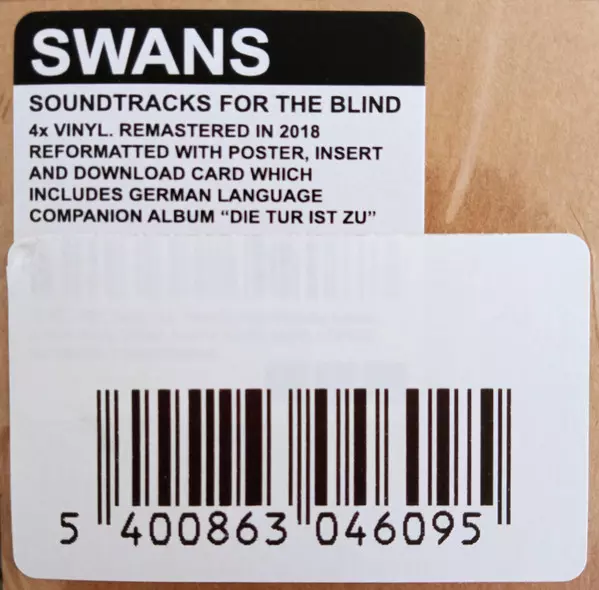 SWANS
SOUNDTRACKS FOR THE BLIND
4x VINYL. REMASTERED IN 2018
REFORMATTED WITH POSTER, INSERT
AND DOWNLOAD CARD WHICH
INCLUDES GERMAN LANGUAGE
COMPANION ALBUM “DIE TUR IST ZU”
5 400863 046095